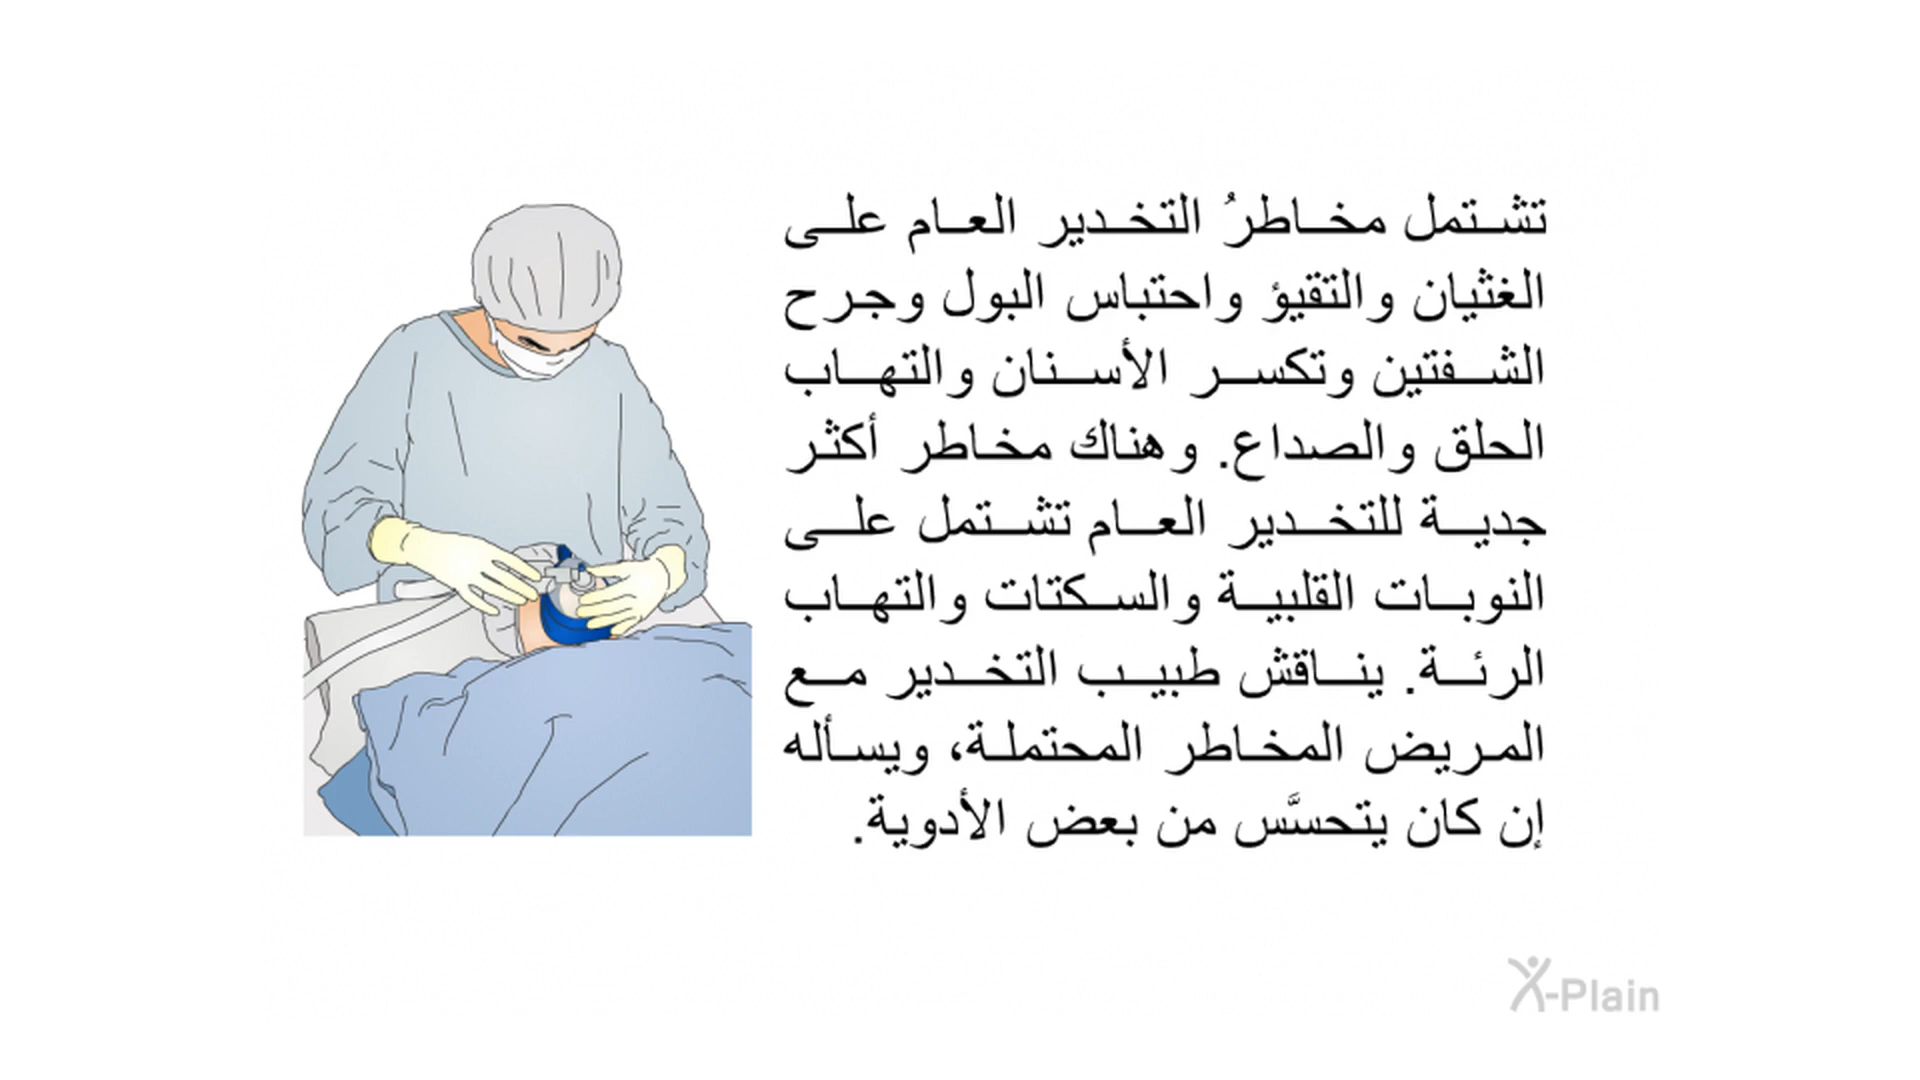 تشتمل مخاطرُ التخدير العام على
الغثيان والتقيؤ واحتباس البول وجرح
الشفتين وتكسر الأسنان والتهاب
الحلق والصداع. وهناك مخاطر أكثر
جدية للتخدير العام تشتمل على
النوبات القلبية والسكتات والتهاب
الرئة. يناقش طبيب التخدير مع
المريض المخاطر المحتملة، ويسأله
إن كان يتحسَّس من بعض الأدوية.
X-Plain